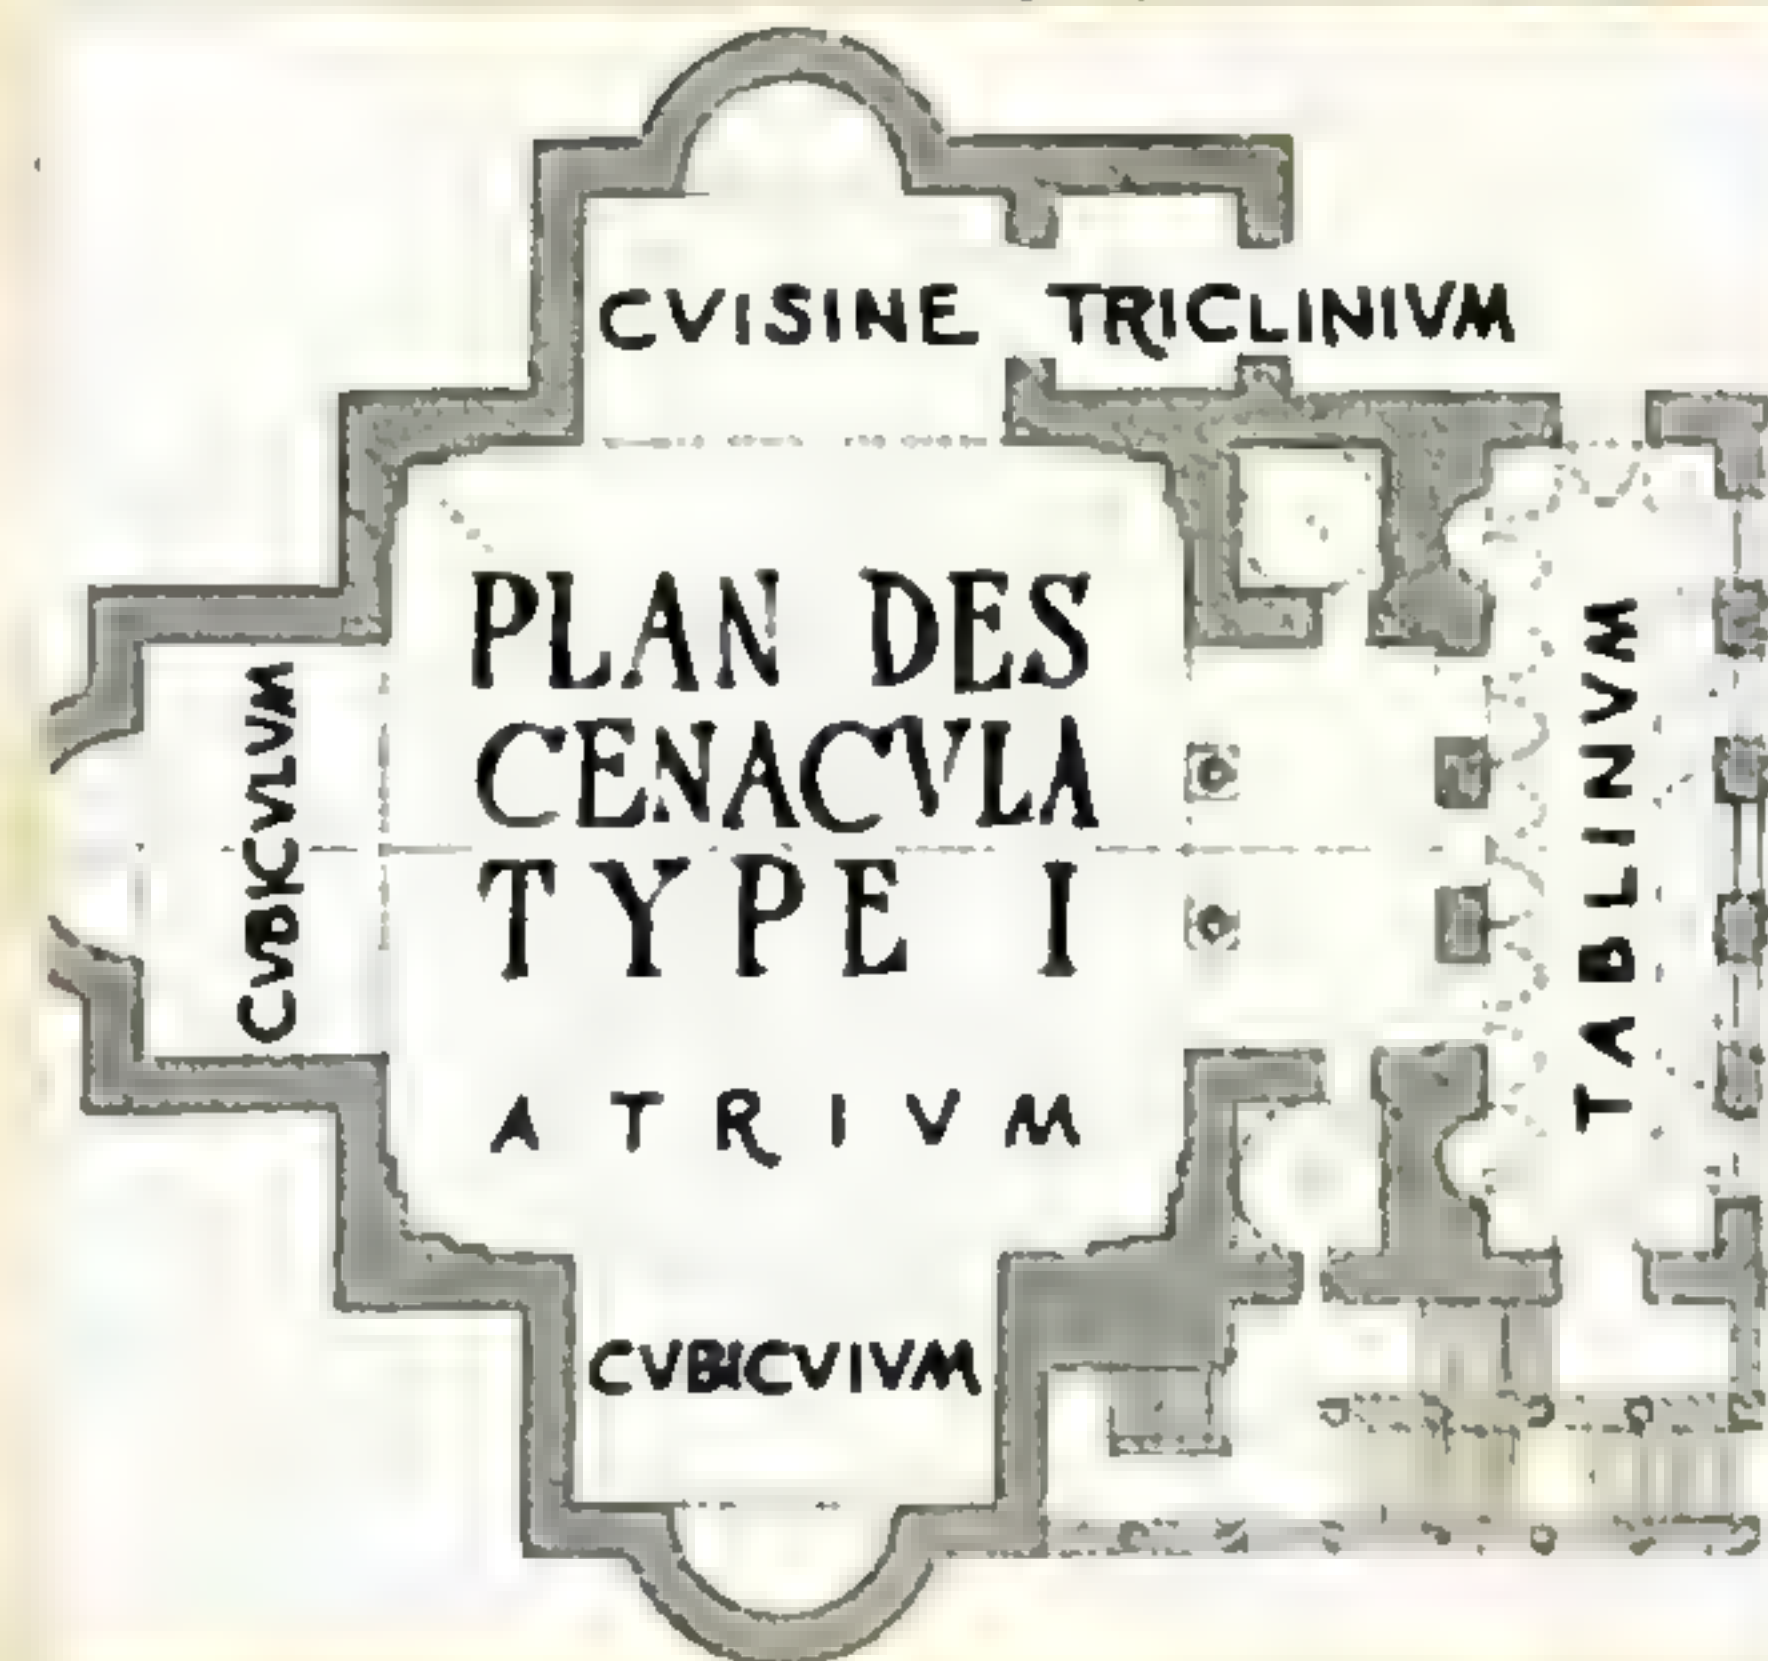 CVISINE TRICLINIVM
PLAN DES
CENACVLA
TYPE I
ATRIVM
CVBICVLVM
TABLINVM
CVBICVIVM